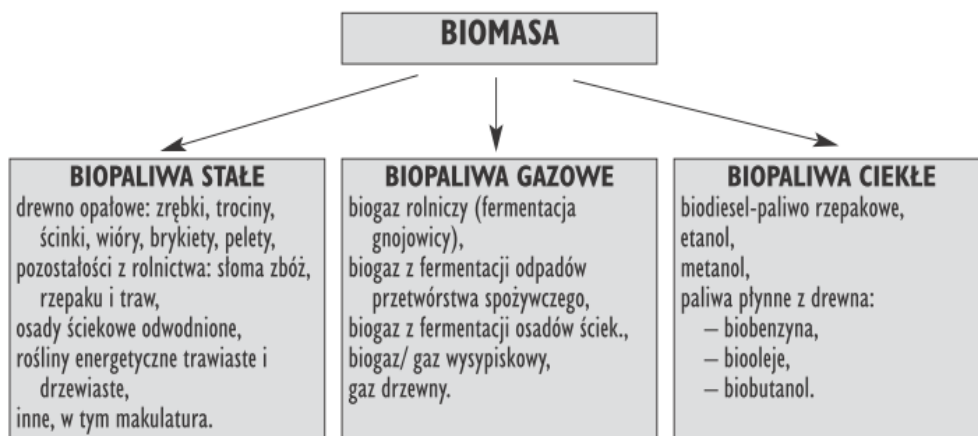 BIOMASA
BIOPALIWA STAŁE
drewno opałowe: zrębki, trociny,
ścinki, wióry, brykiety, pelety,
pozostałości z rolnictwa: słoma zbóż,
rzepaku i traw,
osady ściekowe odwodnione,
rośliny energetyczne trawiaste i
drzewiaste,
inne, w tym makulatura.
BIOPALIWA GAZOWE
biogaz rolniczy (fermentacja
gnojowicy),
biogaz z fermentacji odpadów
przetwórstwa spożywczego,
biogaz z fermentacji osadów ściek.,
biogaz/ gaz wysypiskowy,
gaz drzewny.
BIOPALIWA CIEKŁE
biodiesel-paliwo rzepakowe,
etanol,
metanol,
paliwa płynne z drewna:
– biobenzyna,
– biooleje,
– biobutanol.